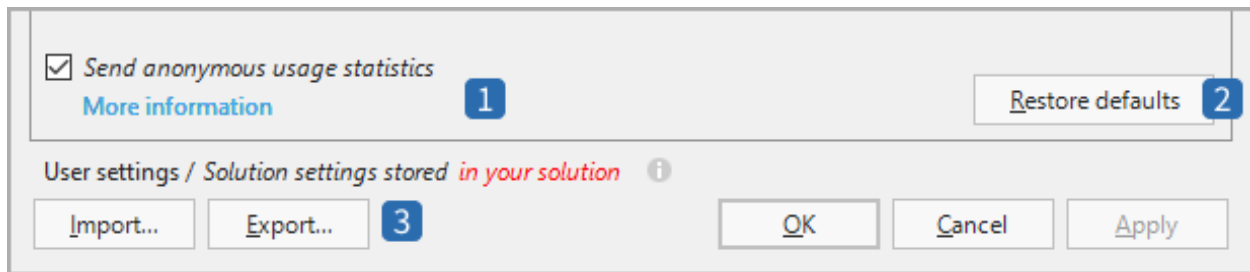 Send anonymous usage statistics
More information 1
Restore defaults 2
User settings / Solution settings stored in your solution i
Import... Export... 3 OK Cancel Apply